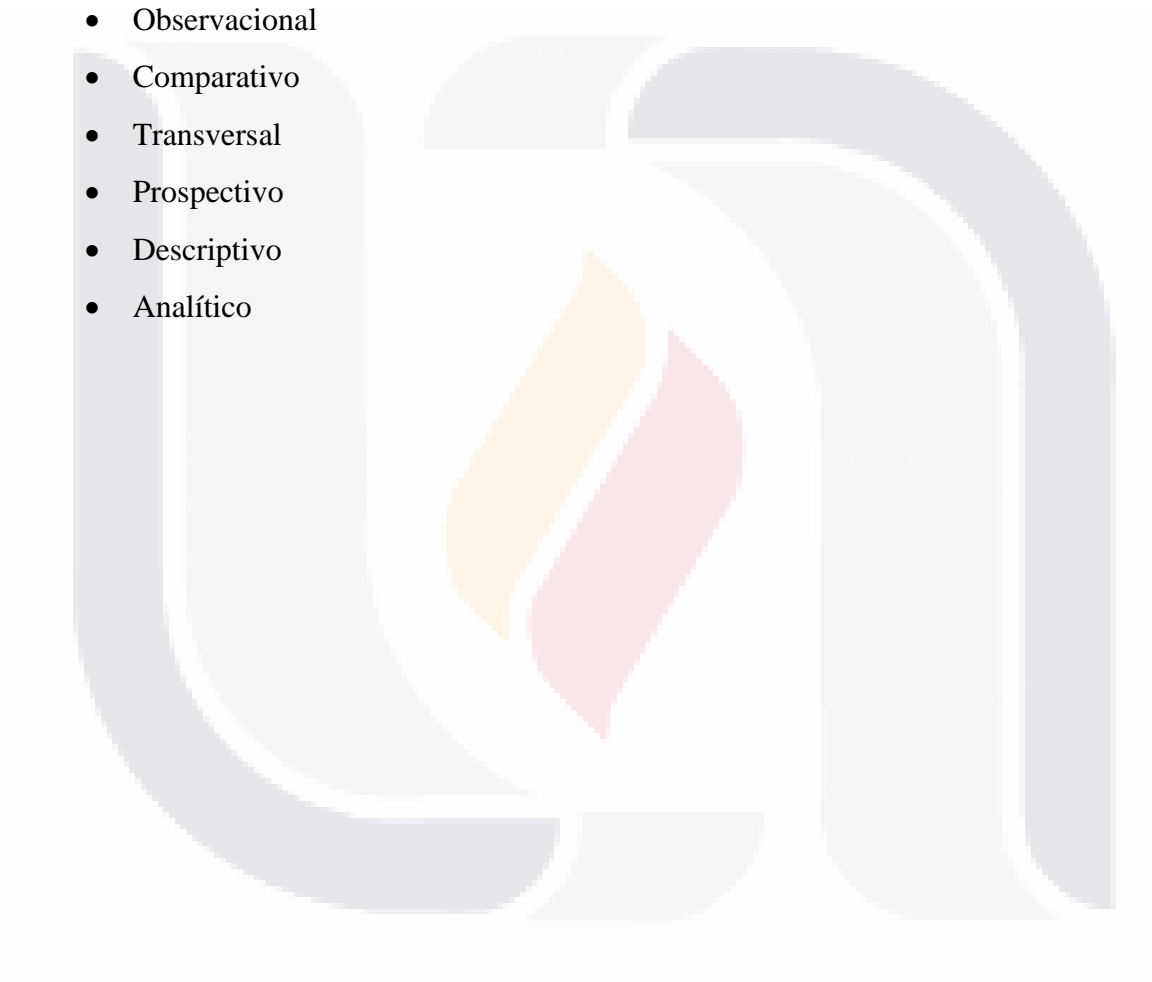 • Observacional
• Comparativo
• Transversal
• Prospectivo
• Descriptivo
• Analítico